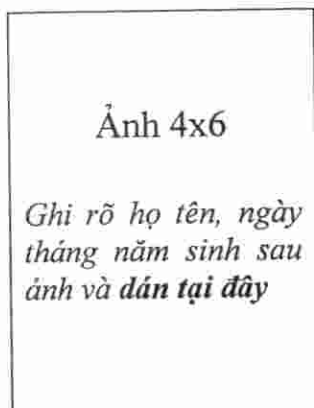 Ảnh 4x6
Ghi rõ họ tên, ngày
tháng năm sinh sau
ảnh và dán tại đây